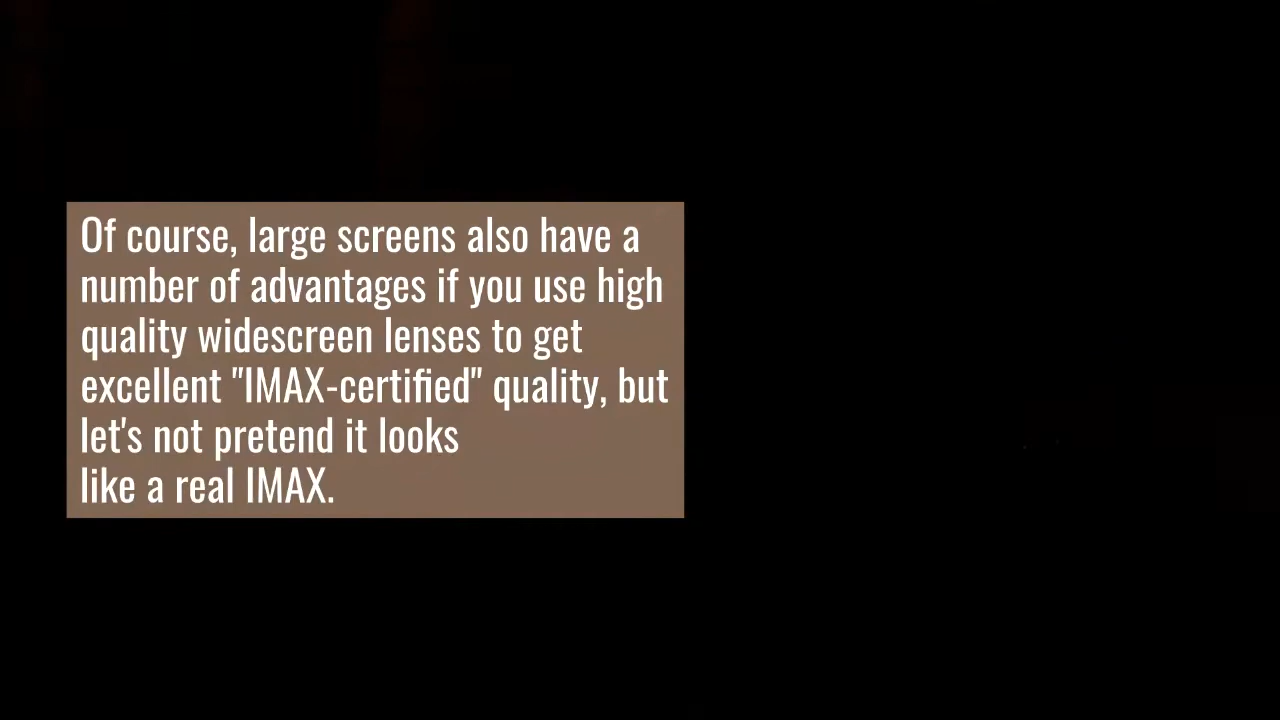 Of course, large screens also have a
number of advantages if you use high
quality widescreen lenses to get
excellent "IMAX-certified" quality, but
let's not pretend it looks
like a real IMAX.